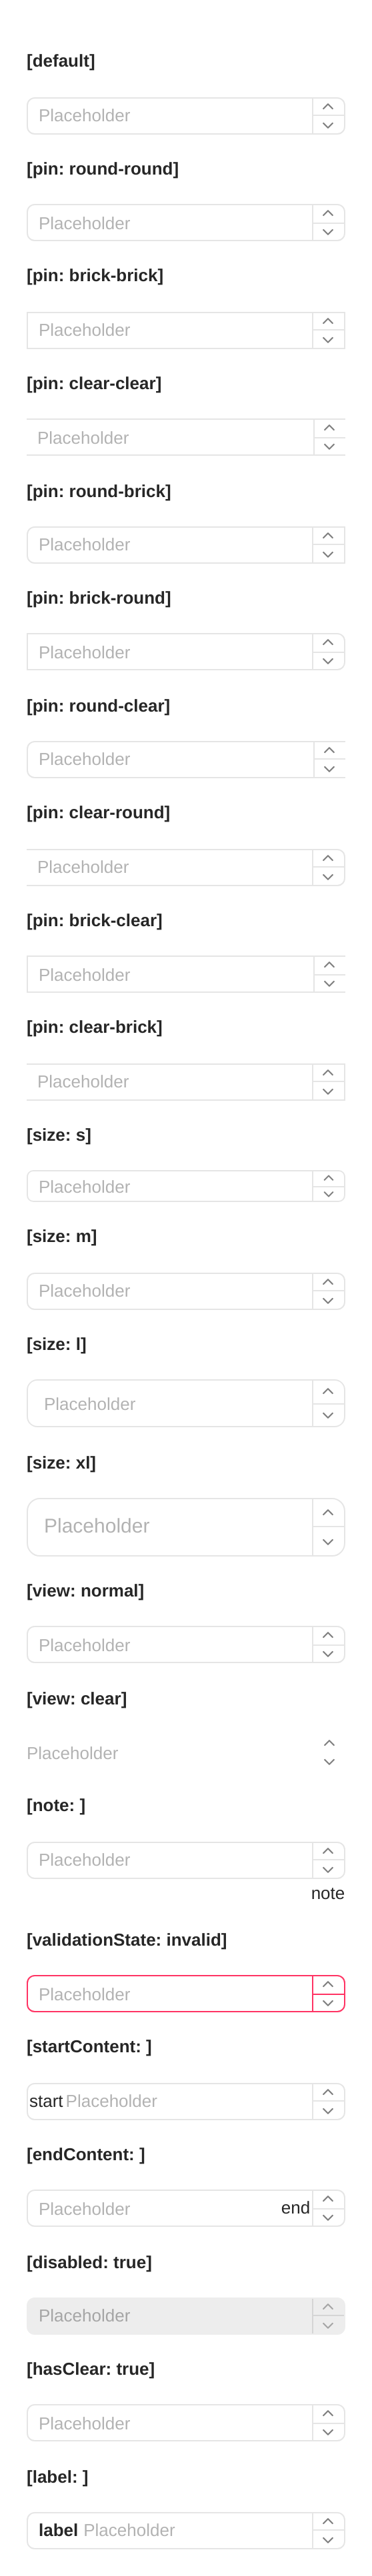 [default]
Placeholder
[pin: round-round]
Placeholder
[pin: brick-brick]
Placeholder
[pin: clear-clear]
Placeholder
[pin: round-brick]
Placeholder
[pin: brick-round]
Placeholder
[pin: round-clear]
Placeholder
[pin: clear-round]
Placeholder
[pin: brick-clear]
Placeholder
[pin: clear-brick]
Placeholder
[size: s]
Placeholder
[size: m]
Placeholder
[size: l]
Placeholder
[size: xl]
Placeholder
[view: normal]
Placeholder
[view: clear]
Placeholder
[note: ]
Placeholder
note
[validationState: invalid]
Placeholder
[startContent: ]
start Placeholder
[endContent: ]
Placeholder end
[disabled: true]
Placeholder
[hasClear: true]
Placeholder
[label: ]
label Placeholder